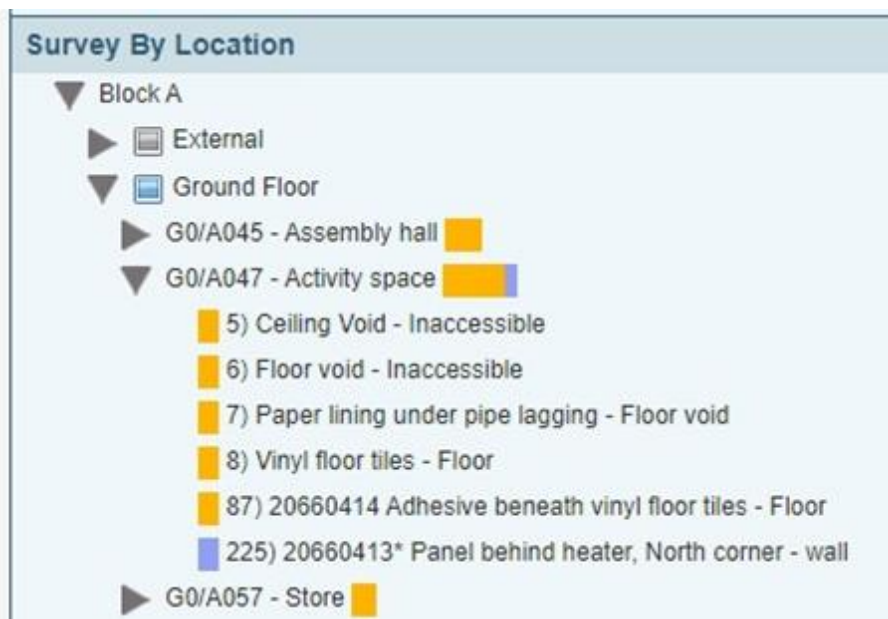 Survey By Location
Block A
External
Ground Floor
G0/A045 - Assembly hall
G0/A047 - Activity space
5) Ceiling Void - Inaccessible
6) Floor void - Inaccessible
7) Paper lining under pipe lagging - Floor void
8) Vinyl floor tiles - Floor
87) 20660414 Adhesive beneath vinyl floor tiles - Floor
225) 20660413* Panel behind heater, North corner - wall
G0/A057 - Store